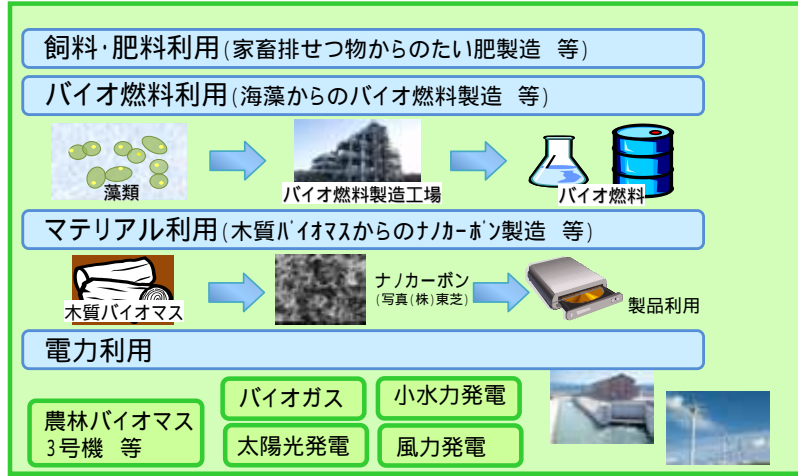 飼料・肥料利用(家畜排せつ物からのたい肥製造 等)
バイオ燃料利用(海藻からのバイオ燃料製造 等)
藻類
バイオ燃料製造工場
バイオ燃料
マテリアル利用(木質バイオマスからのナノカーボン製造 等)
木質バイオマス
ナノカーボン
(写真(株)東芝)
製品利用
電力利用
農林バイオマス
3号機 等
バイオガス
小水力発電
太陽光発電
風力発電